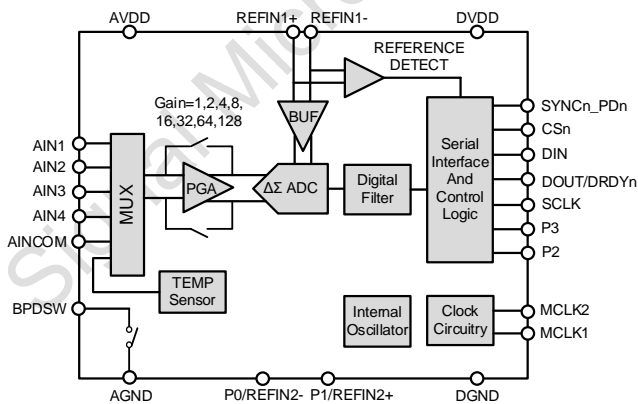 AVDD
REFIN1+ REFIN1-
DVDD
REFERENCE
DETECT
Gain=1,2,4,8,
16,32,64,128
BUF
AIN1
AIN2
AIN3
AIN4
AINCOM
BPDSW
MUX
PGA
ΔΣ ADC
Digital
Filter
Serial
Interface
And
Control
Logic
SYNCn_PDn
CSn
DIN
DOUT/DRDYn
SCLK
P3
P2
TEMP
Sensor
Internal
Oscillator
Clock
Circuitry
MCLK2
MCLK1
AGND
P0/REFIN2- P1/REFIN2+
DGND
Signal Micro